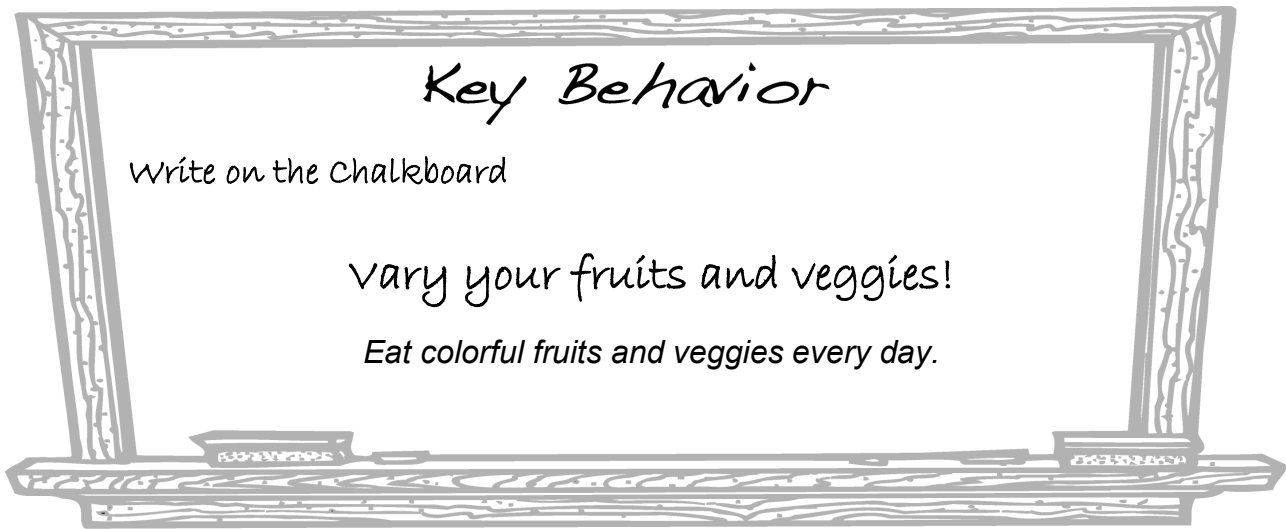 Key Behavior
Write on the Chalkboard
Vary your fruits and veggies!
Eat colorful fruits and veggies every day.